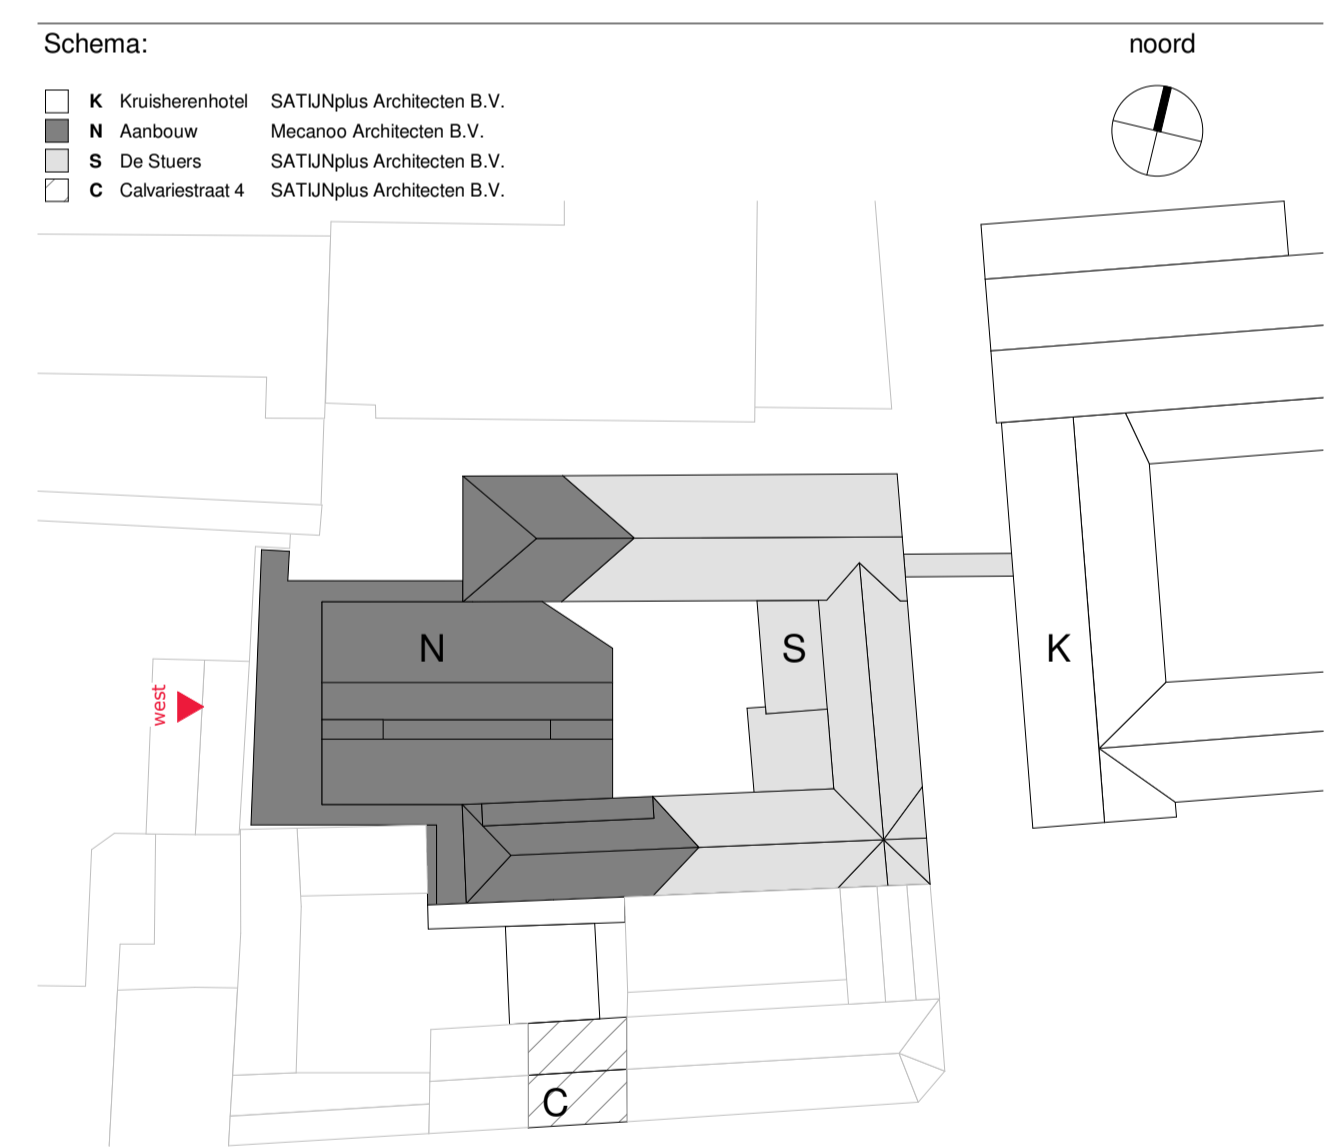 Schema:
noord
K Kruisherenhotel SATIJNplus Architecten B.V.
N Aanbouw Mecanoo Architecten B.V.
S De Stuers SATIJNplus Architecten B.V.
C Calvariestraat 4 SATIJNplus Architecten B.V.
N
S
K
west
C